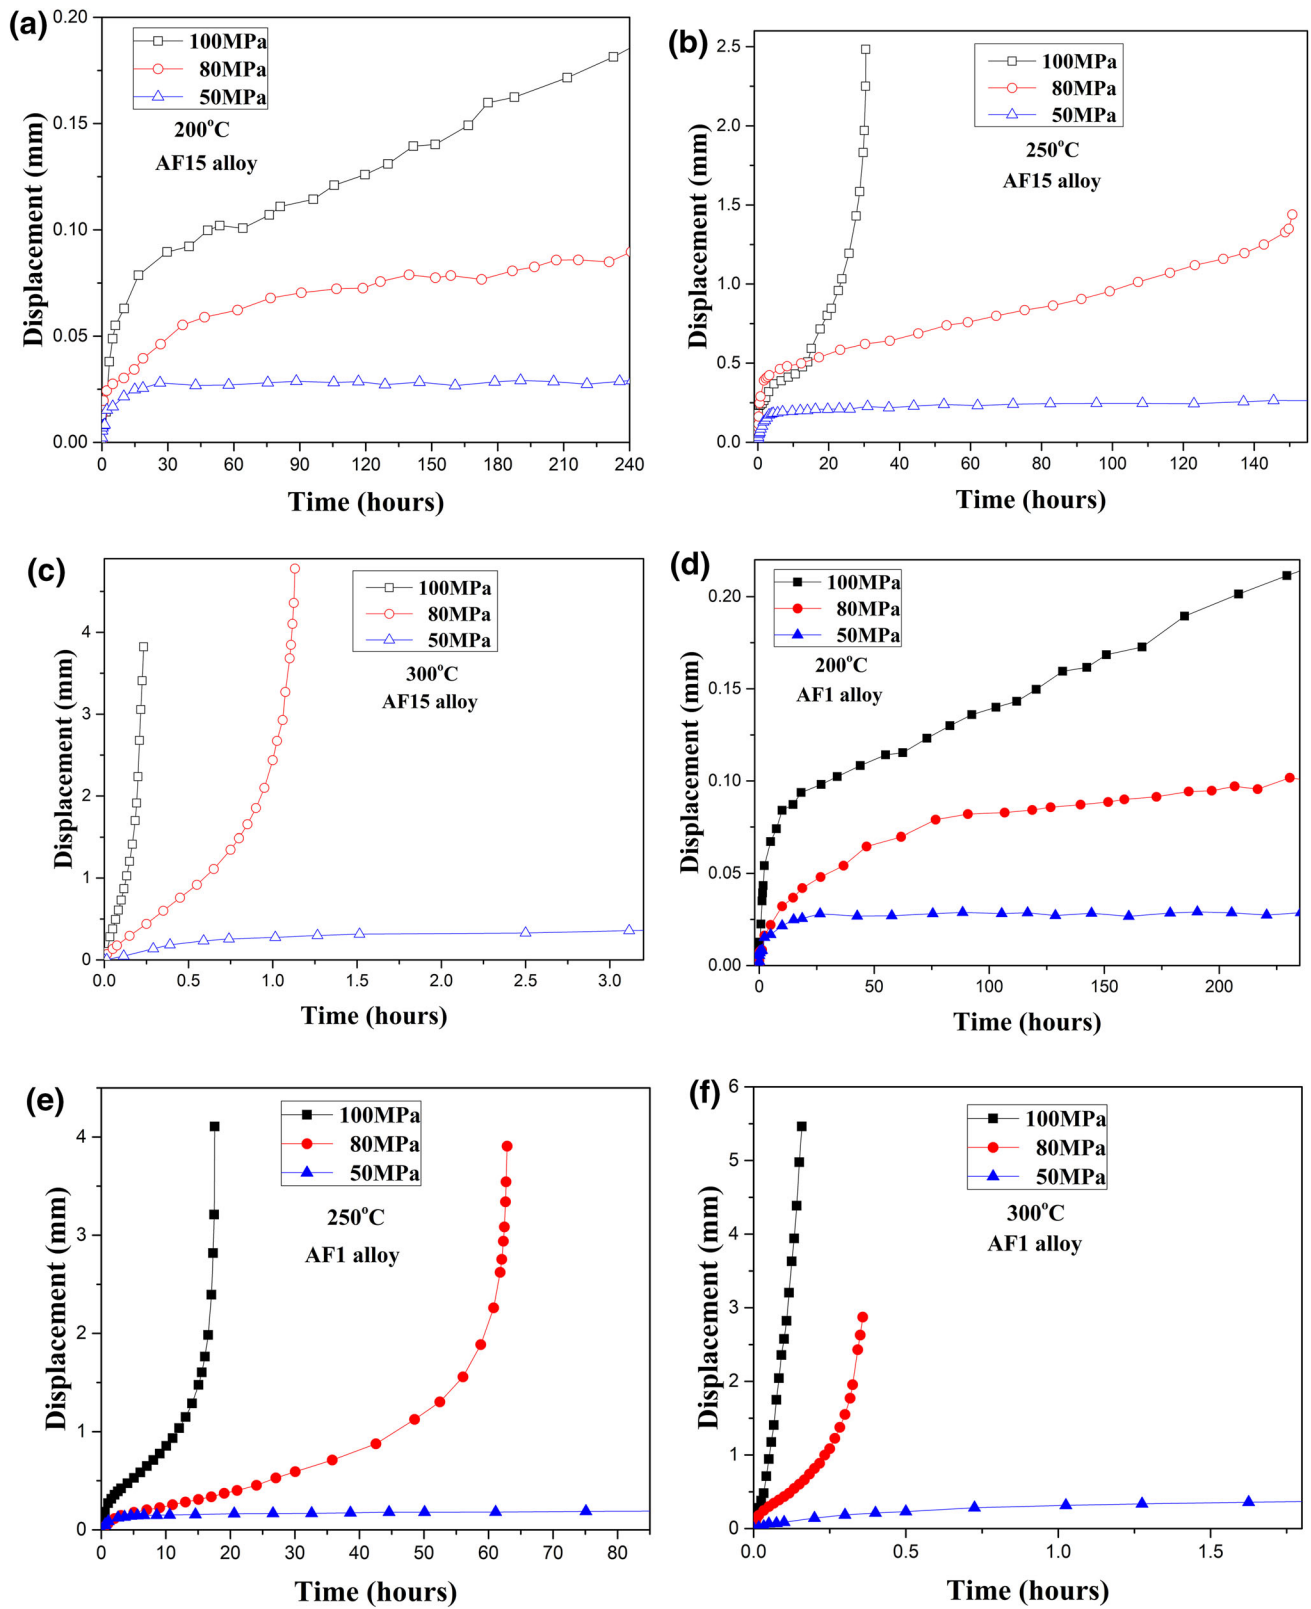 (a)
0.20
0.15
0.10
0.05
0.00
Displacement (mm)
100MPa
80MPa
50MPa
200°C
AF15 alloy
0 30 60 90 120 150 180 210 240
Time (hours)
(b)
2.5
2.0
1.5
1.0
0.5
0.0
Displacement (mm)
100MPa
80MPa
50MPa
250°C
AF15 alloy
0 20 40 60 80 100 120 140
Time (hours)
(c)
4
3
2
1
0
Displacement (mm)
100MPa
80MPa
50MPa
300°C
AF15 alloy
0.0 0.5 1.0 1.5 2.0 2.5 3.0
Time (hours)
(d)
0.20
0.15
0.10
0.05
0.00
Displacement (mm)
100MPa
80MPa
50MPa
200°C
AF1 alloy
0 50 100 150 200
Time (hours)
(e)
4
3
2
1
0
Displacement (mm)
100MPa
80MPa
50MPa
250°C
AF1 alloy
0 10 20 30 40 50 60 70 80
Time (hours)
(f)
6
5
4
3
2
1
0
Displacement (mm)
100MPa
80MPa
50MPa
300°C
AF1 alloy
0.0 0.5 1.0 1.5
Time (hours)